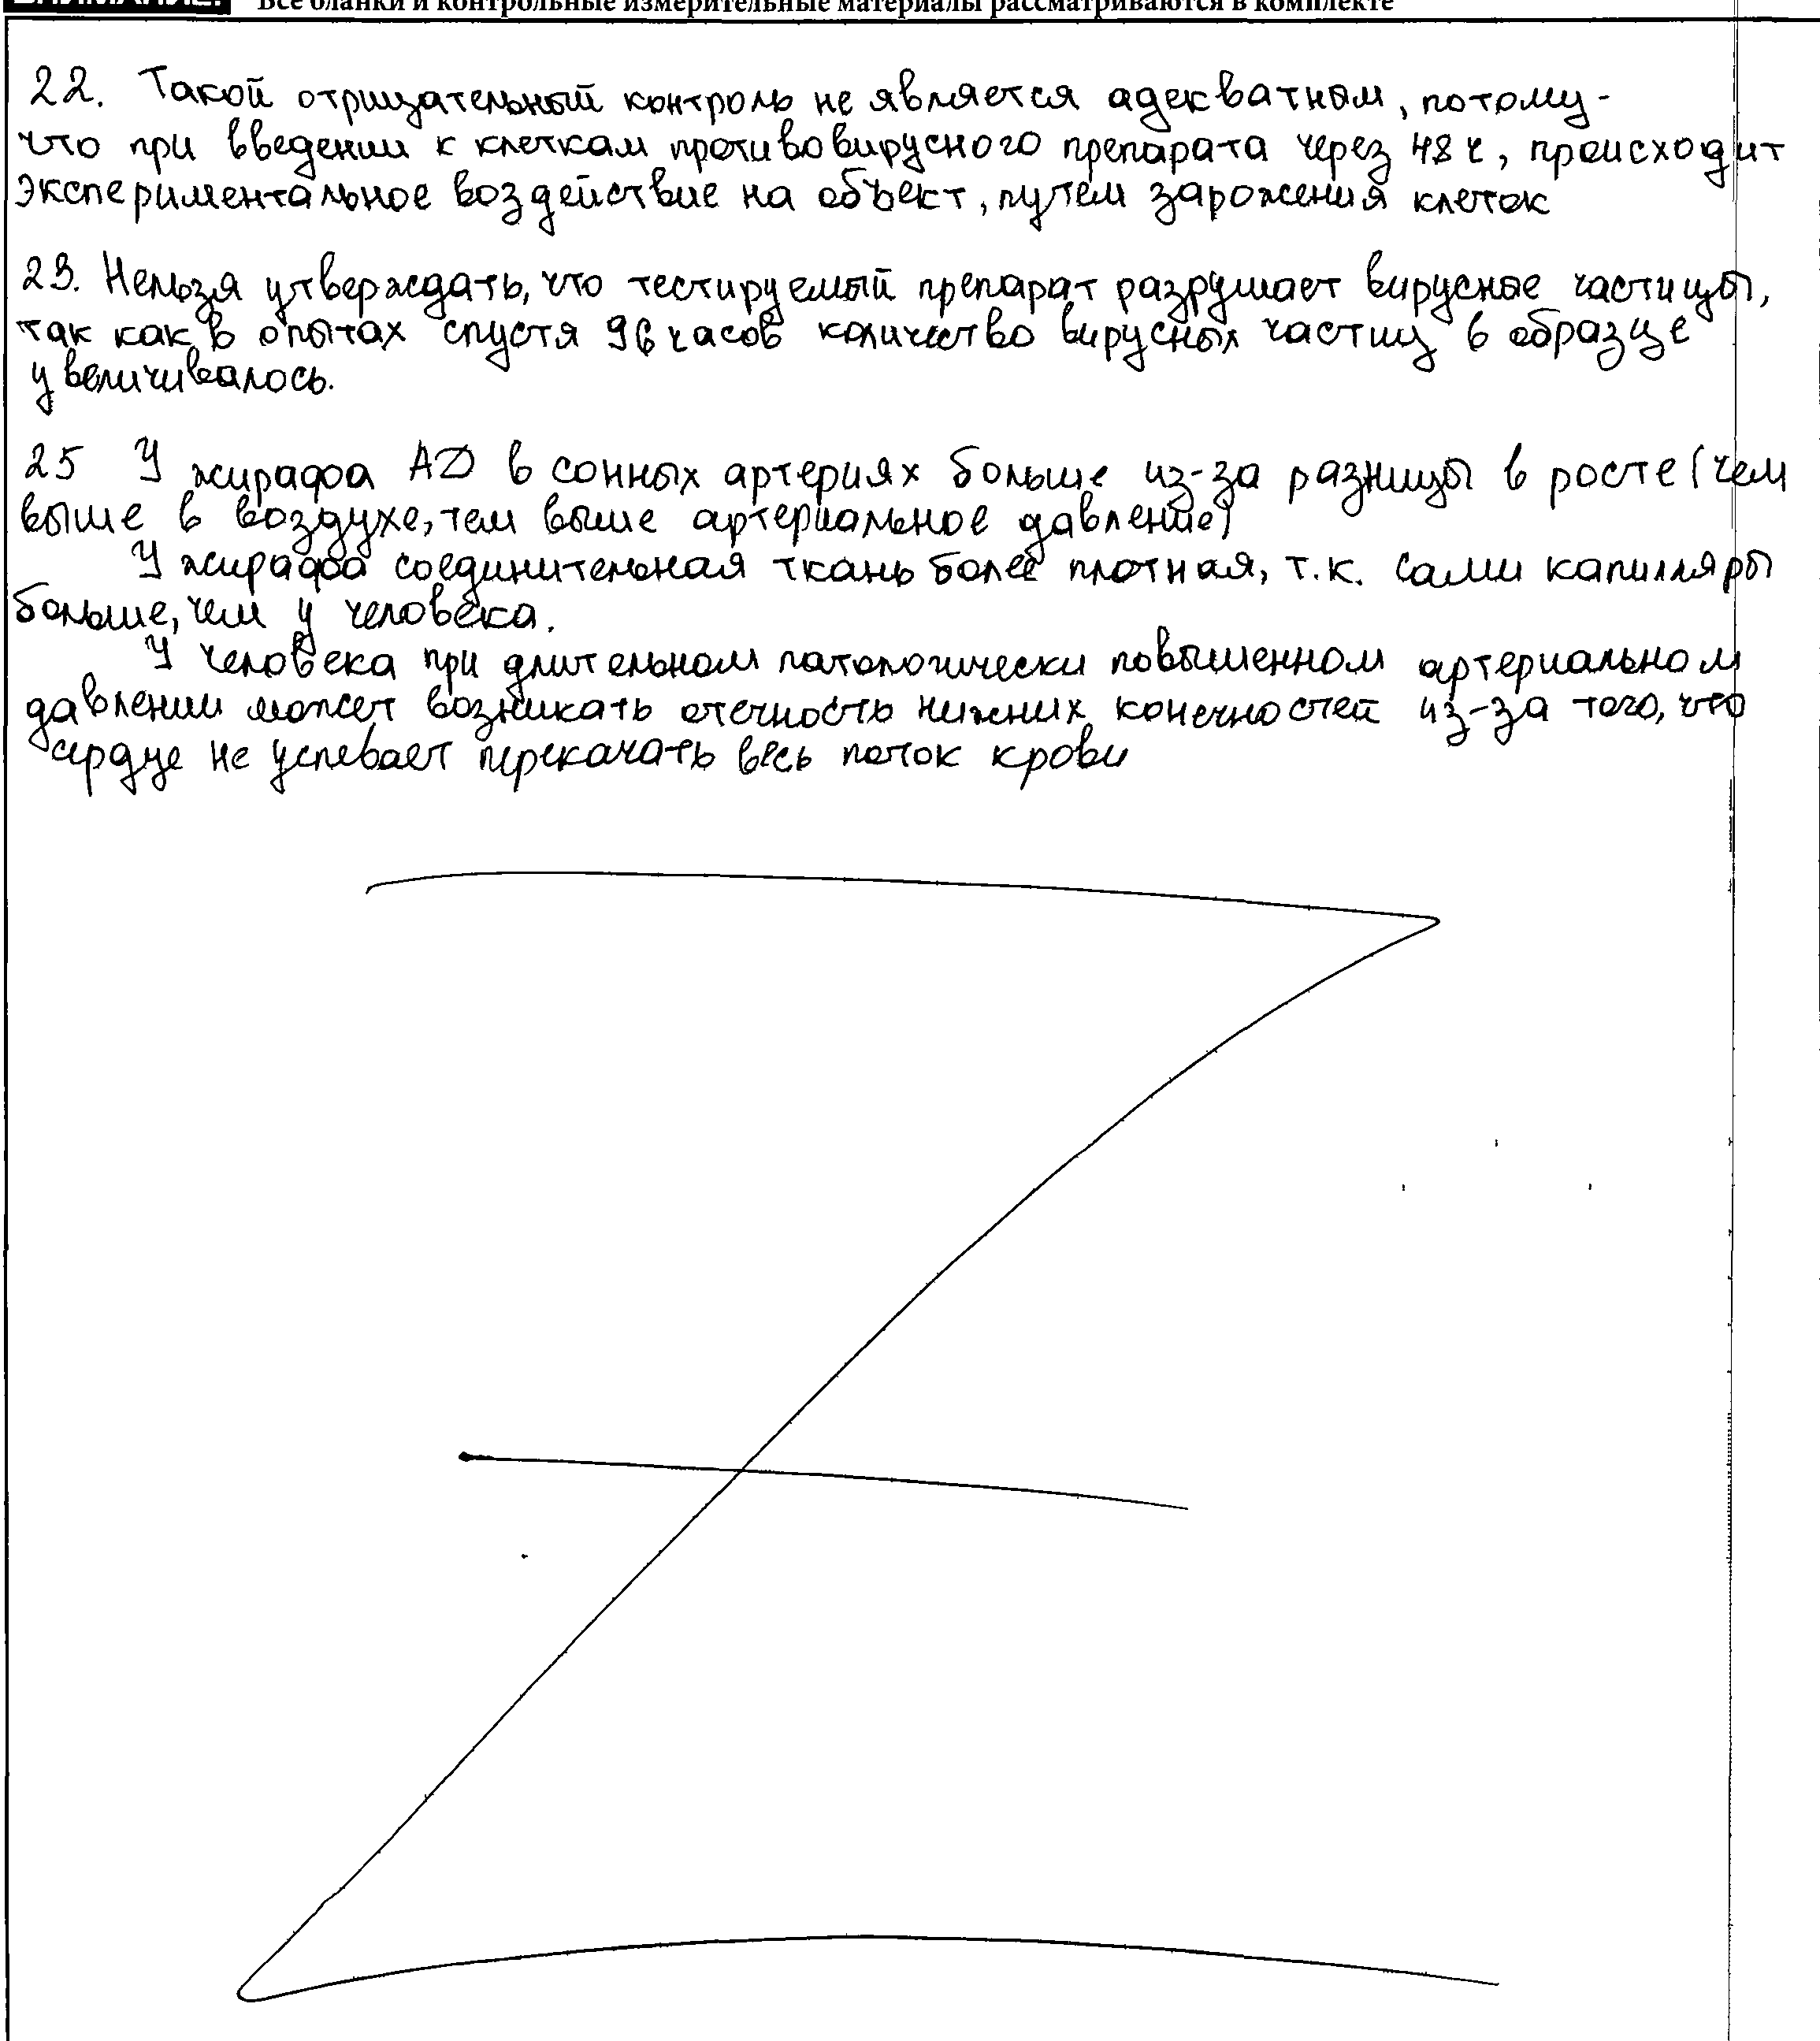 Все бланки и контрольные измерительные материалы рассматриваются в комплекте
22. Такой отрицательный контроль не является адекватным, потому-
что при введении к клеткам противовирусного препарата через 48 ч, происходит
экспериментальное воздействие на объект, путем заражения клеток
23. Нельзя утверждать, что тестируемый препарат разрушает вирусные частицы,
так как в опытах спустя 96 часов количество вирусных частиц в образце
увеличивалось.
25 У жирафа АД в сонных артериях больше из-за разницы в росте (чем
выше в воздухе, тем выше артериальное давление)
У жирафа соединительная ткань более плотная, т.к. сами капилляры
больше, чем у человека.
У человека при длительном патологически повышенном артериальном
давлении может возникать отечность нижних конечностей из-за того, что
сердце не успевает перекачать весь поток крови